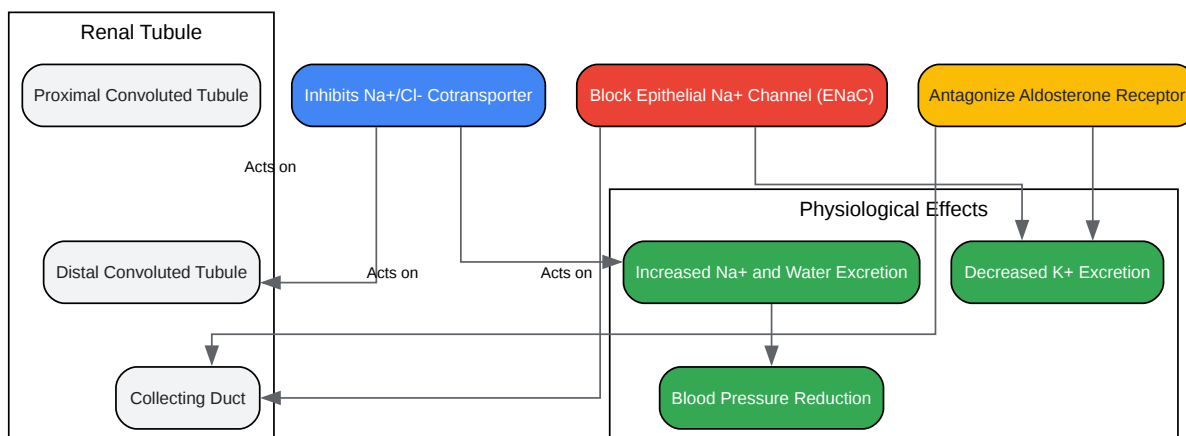 Renal Tubule
Proximal Convoluted Tubule
Inhibits Na+/Cl- Cotransporter
Block Epithelial Na+ Channel (ENaC)
Antagonize Aldosterone Receptor
Acts on
Physiological Effects
Distal Convoluted Tubule
Acts on
Acts on
Increased Na+ and Water Excretion
Decreased K+ Excretion
Collecting Duct
Blood Pressure Reduction